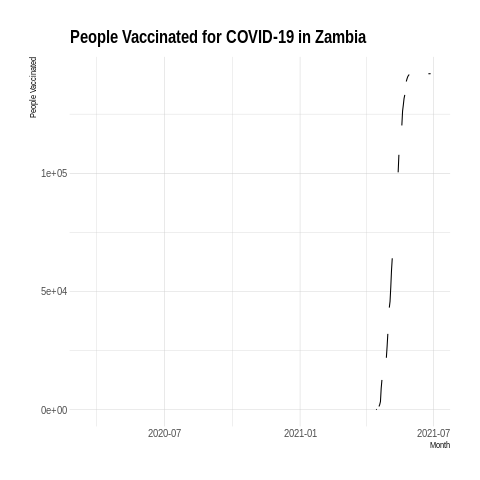 People Vaccinated for COVID-19 in Zambia
People Vaccinated
1e+05
5e+04
0e+00
2020-07
2021-01
2021-07
Month